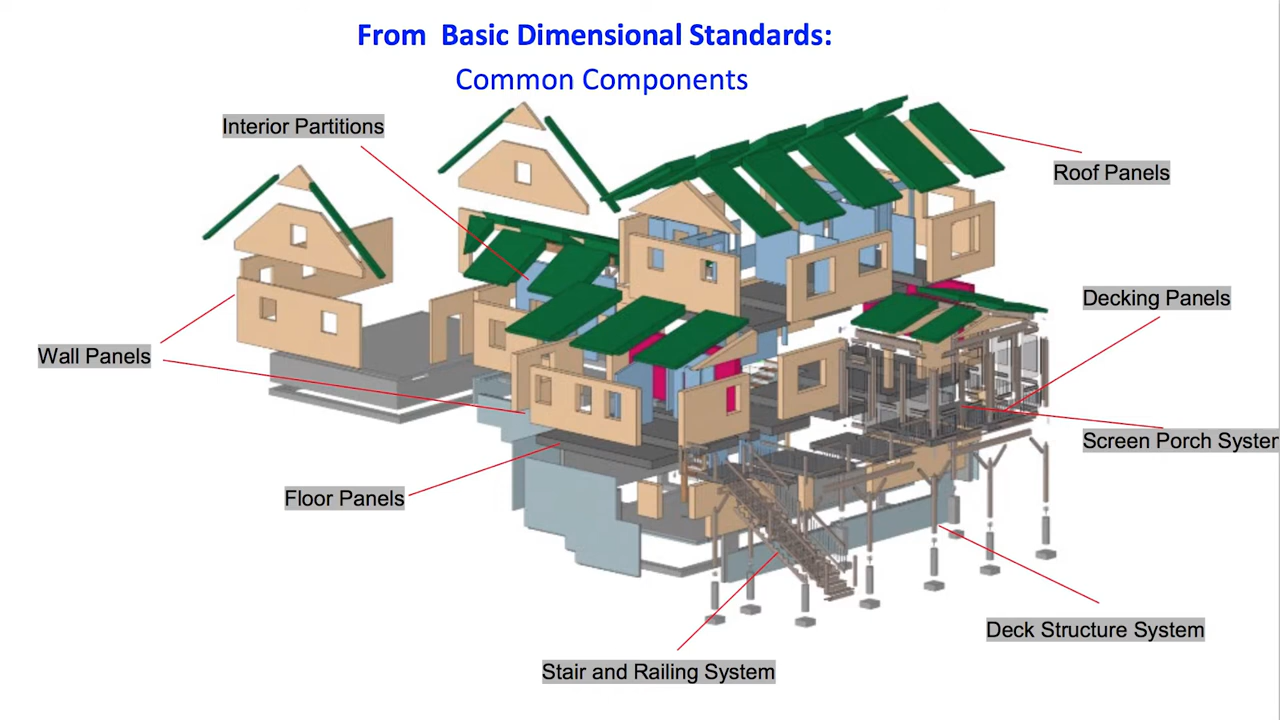 From  Basic Dimensional Standards:
Common Components
Interior Partitions
Roof Panels
Decking Panels
Wall Panels
Screen Porch Syster
Floor Panels
Deck Structure System
Stair and Railing System